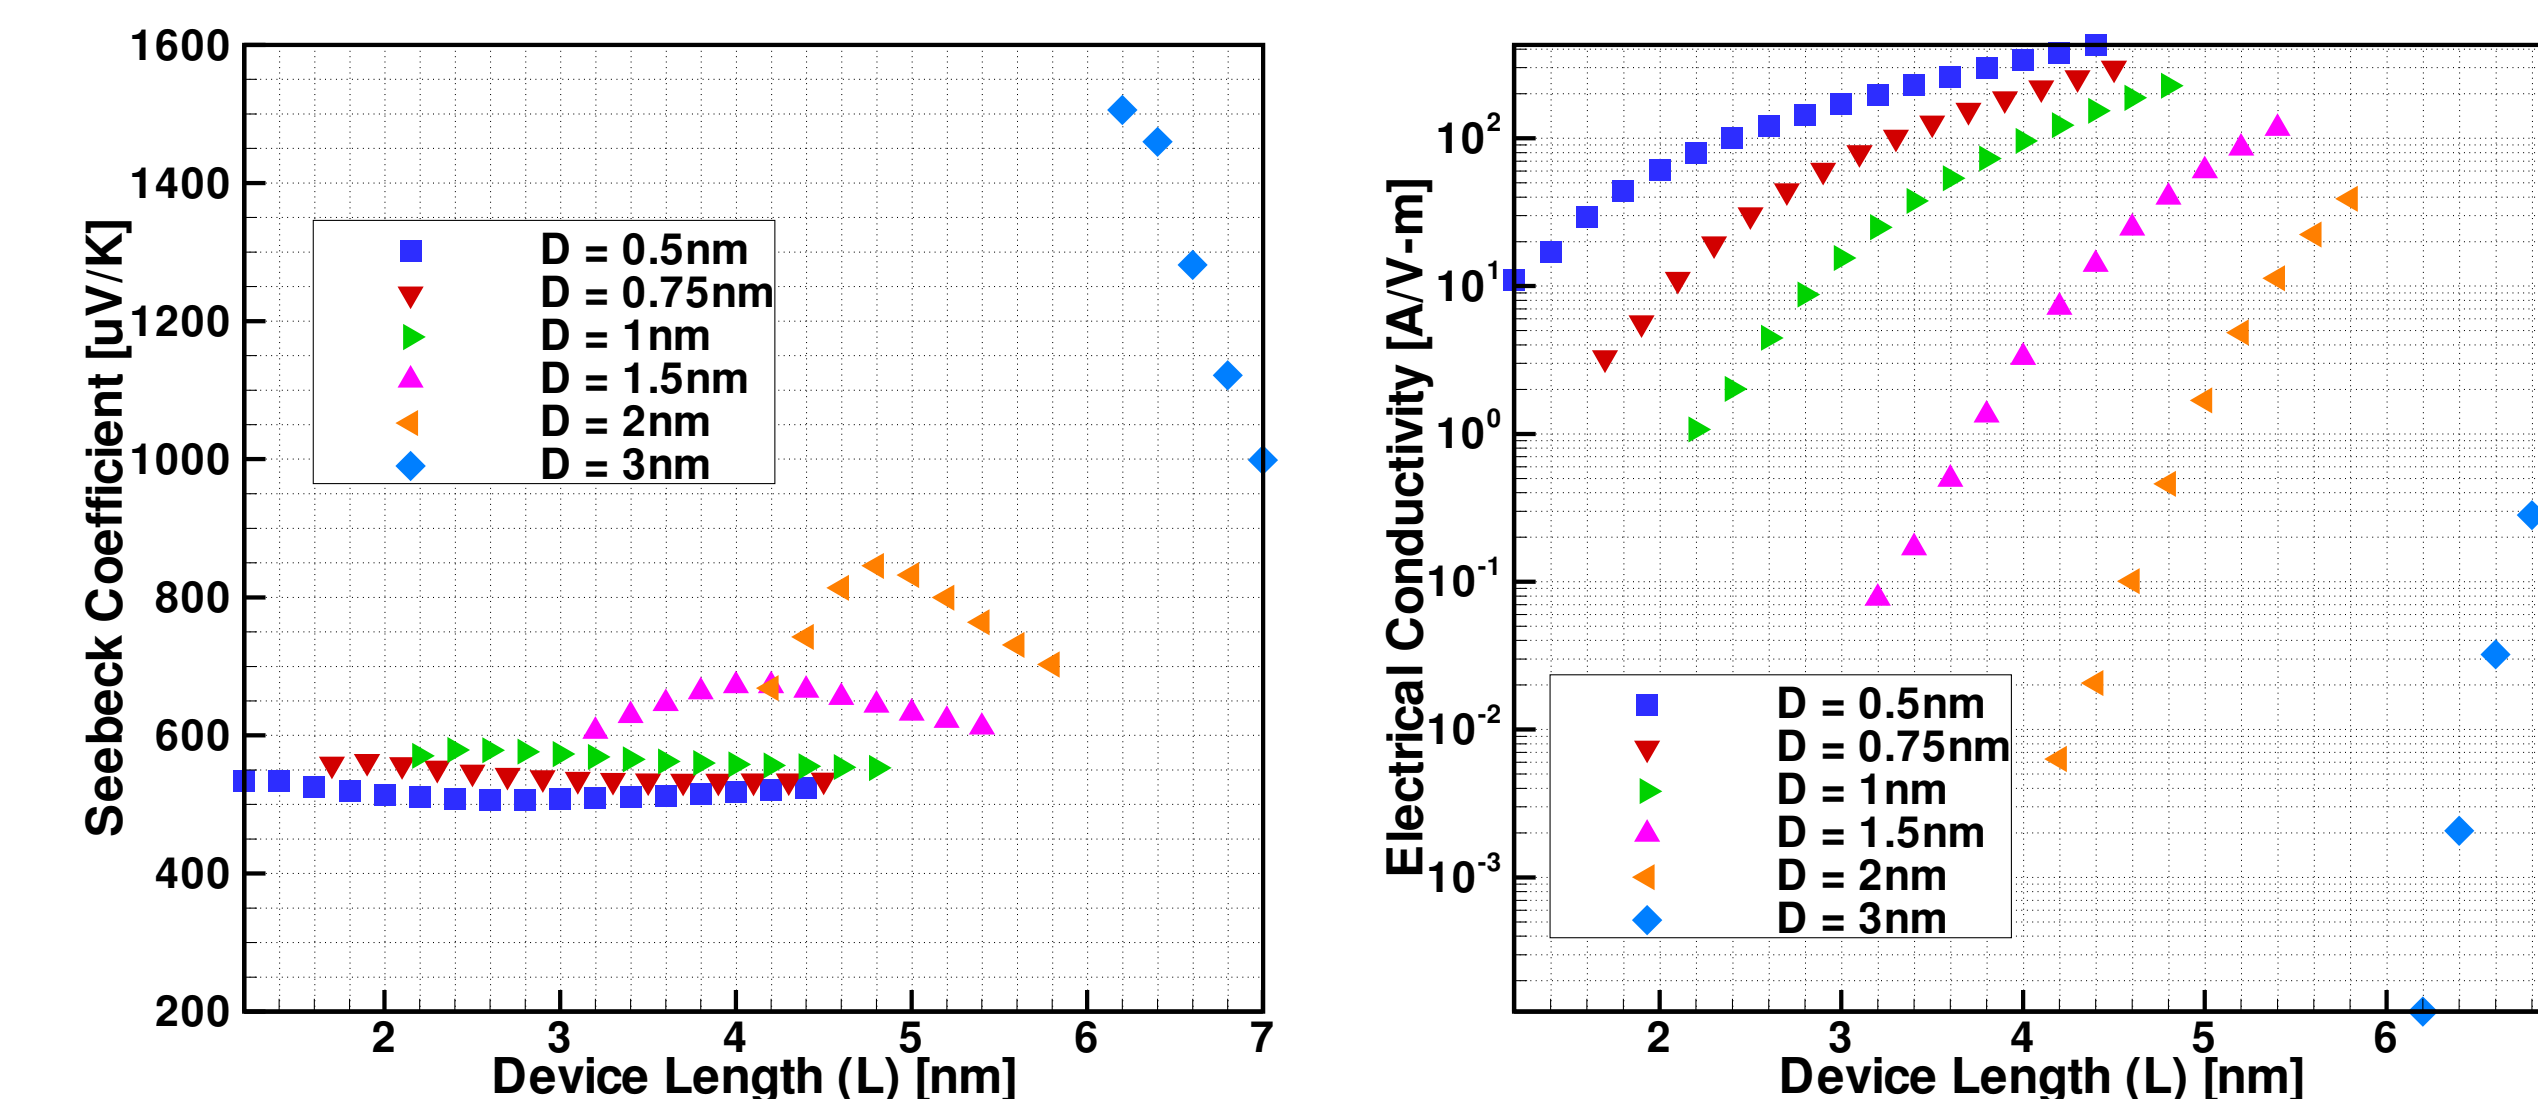 Seebeck Coefficient [uV/K]
1600
1400
1200
1000
800
600
400
200
D = 0.5nm
D = 0.75nm
D = 1nm
D = 1.5nm
D = 2nm
D = 3nm
2 3 4 5 6 7
Device Length (L) [nm]
Electrical Conductivity [A/V-m]
10²
10¹
10⁰
10⁻¹
10⁻²
10⁻³
D = 0.5nm
D = 0.75nm
D = 1nm
D = 1.5nm
D = 2nm
D = 3nm
2 3 4 5 6
Device Length (L) [nm]